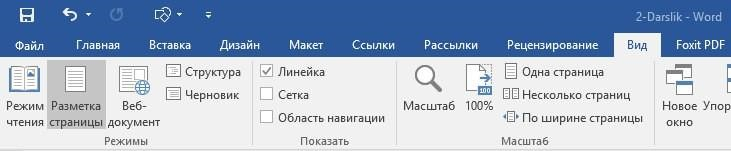 2-Darslik - Word
Файл Главная Вставка Дизайн Макет Ссылки Рассылки Рецензирование Вид Foxit PDF
Режим чтения
Разметка страницы
Веб-документ
Структура
Черновик
Режимы
Линейка
Сетка
Область навигации
Показать
Масштаб
100%
100
Одна страница
Несколько страниц
По ширине страницы
Масштаб
Новое окно